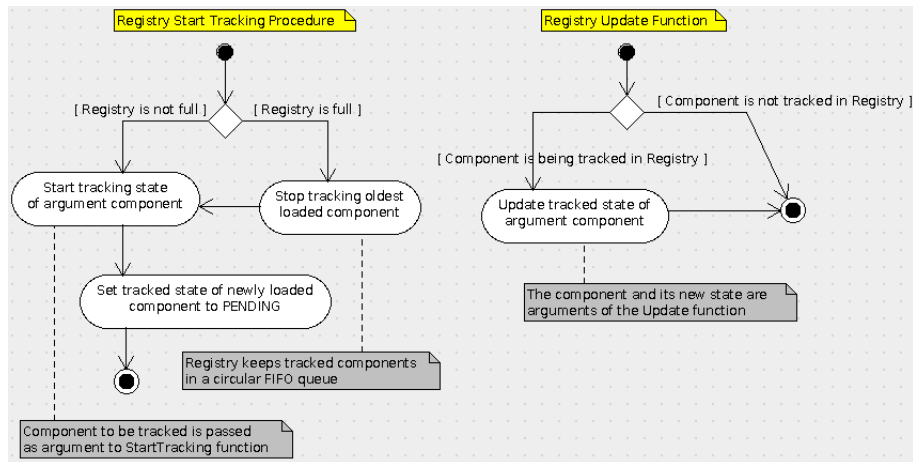 Registry Start Tracking Procedure
[ Registry is not full ]
[ Registry is full ]
Start tracking state
of argument component
Stop tracking oldest
loaded component
Set tracked state of newly loaded
component to PENDING
Registry keeps tracked components
in a circular FIFO queue
Component to be tracked is passed
as argument to StartTracking function
Registry Update Function
[ Component is not tracked in Registry ]
[ Component is being tracked in Registry ]
Update tracked state of
argument component
The component and its new state are
arguments of the Update function